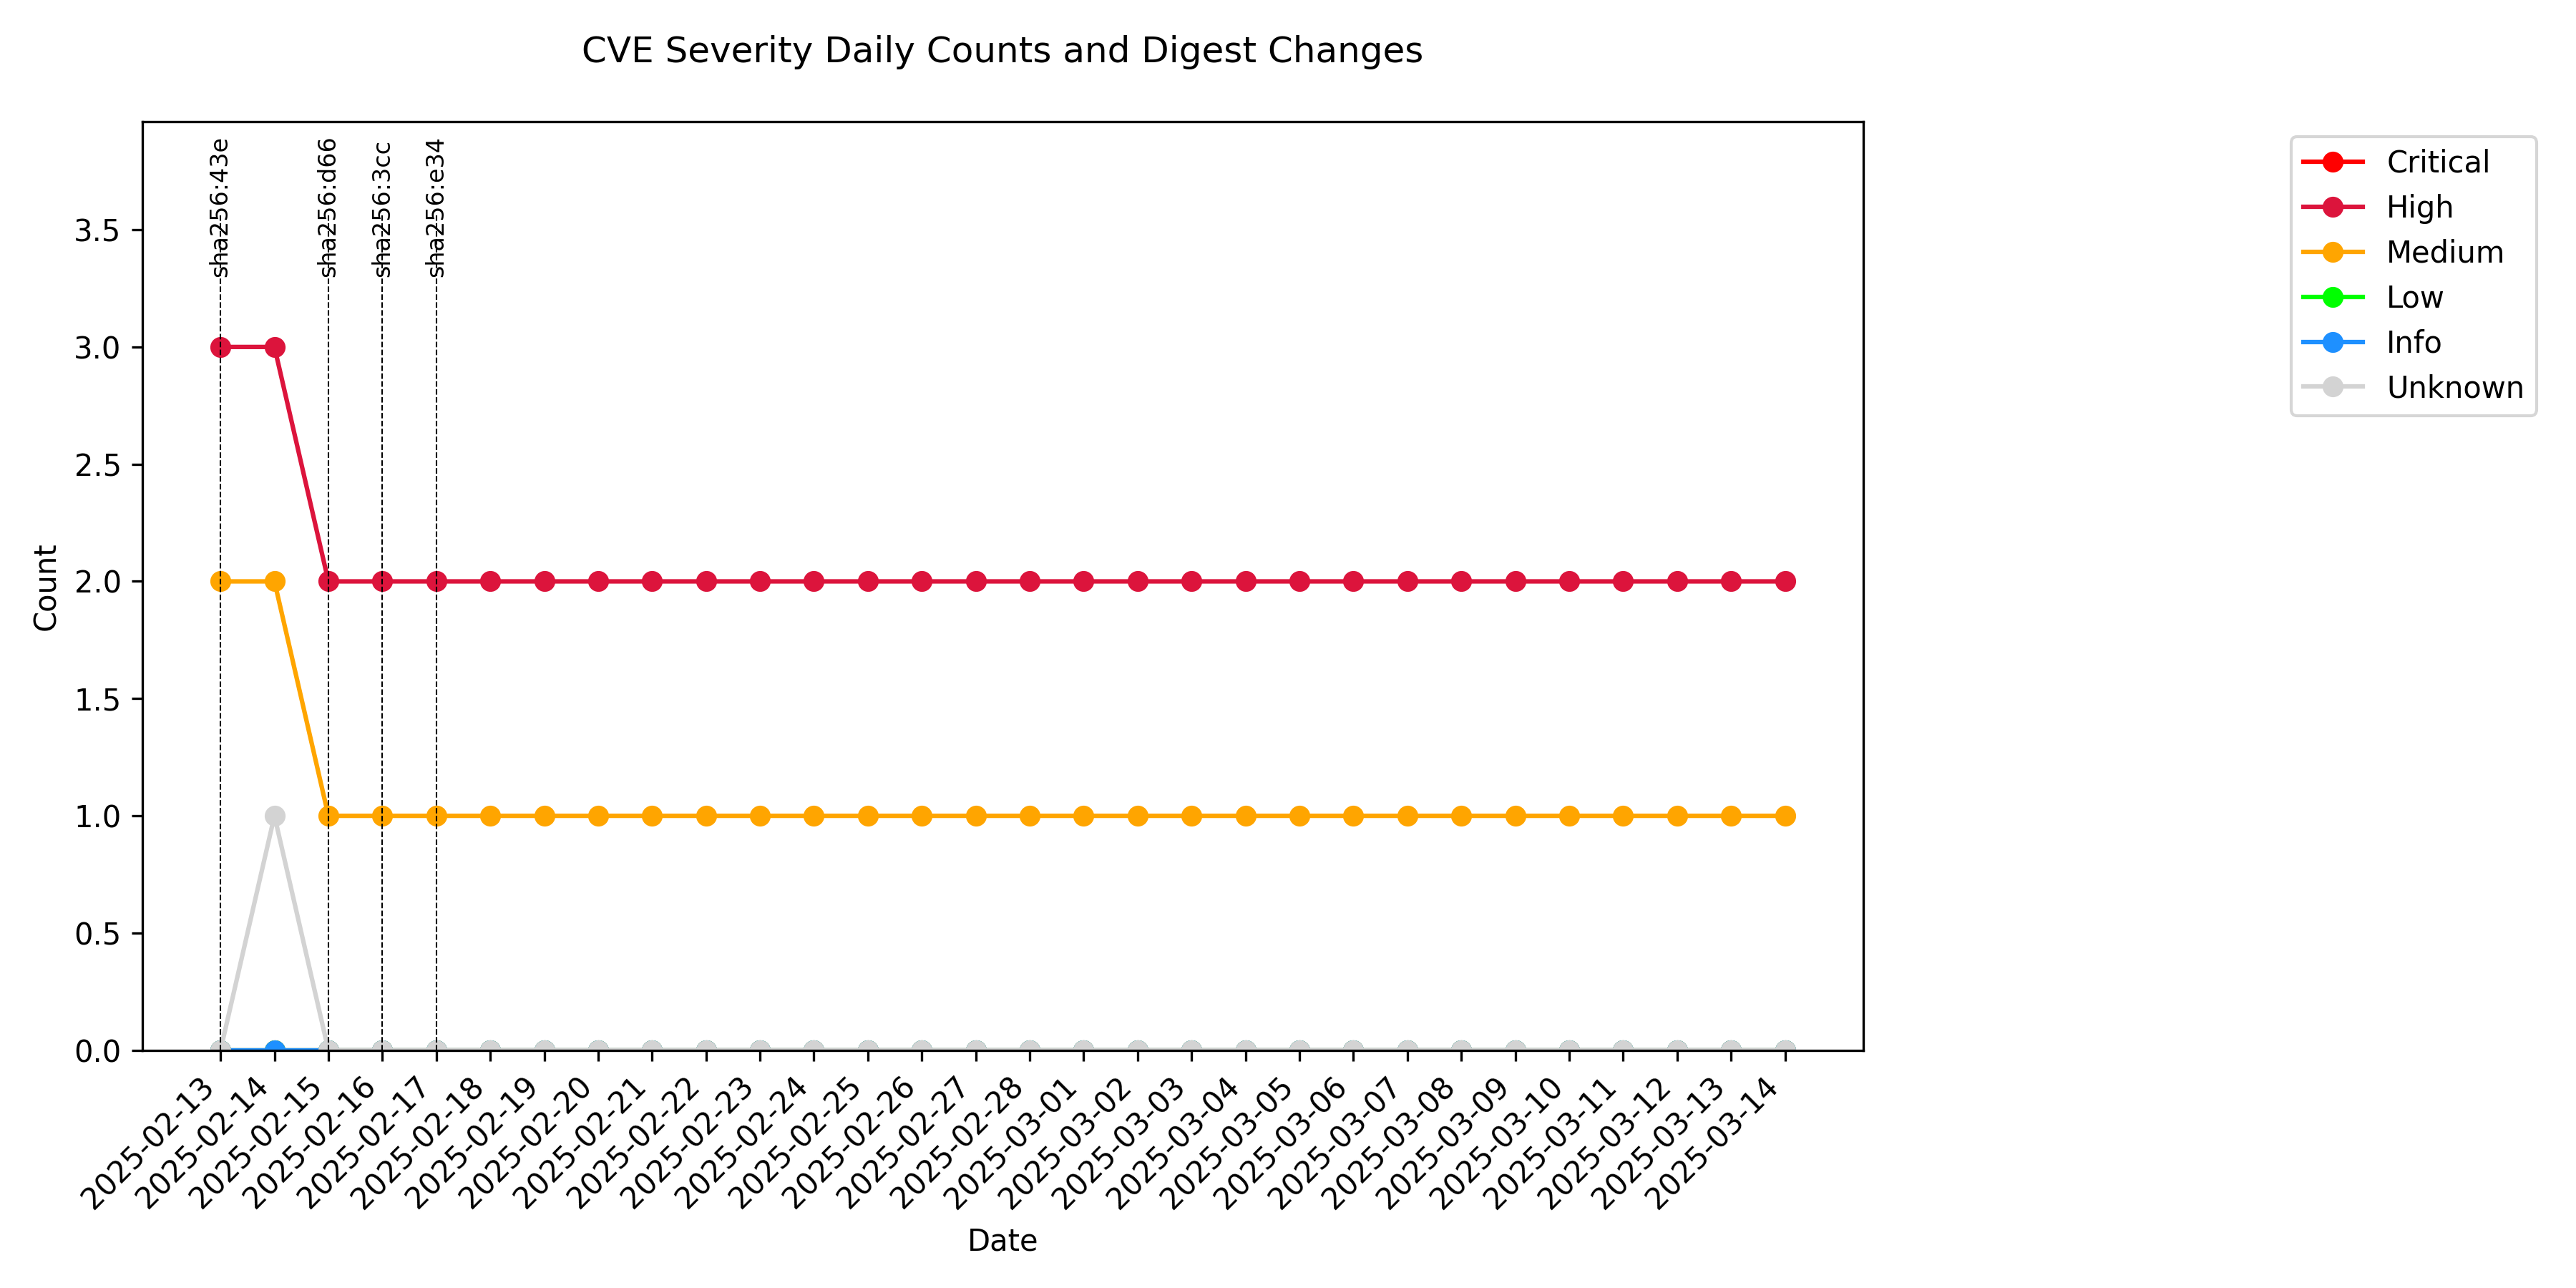 CVE Severity Daily Counts and Digest Changes
sha256:43e
sha256:d66
sha256:3cc
sha256:e34
Critical
High
Medium
Low
Info
Unknown
3.5
3.0
2.5
2.0
1.5
1.0
0.5
0.0
Count
2025-02-13
2025-02-14
2025-02-15
2025-02-16
2025-02-17
2025-02-18
2025-02-19
2025-02-20
2025-02-21
2025-02-22
2025-02-23
2025-02-24
2025-02-25
2025-02-26
2025-02-27
2025-02-28
2025-03-01
2025-03-02
2025-03-03
2025-03-04
2025-03-05
2025-03-06
2025-03-07
2025-03-08
2025-03-09
2025-03-10
2025-03-11
2025-03-12
2025-03-13
2025-03-14
Date